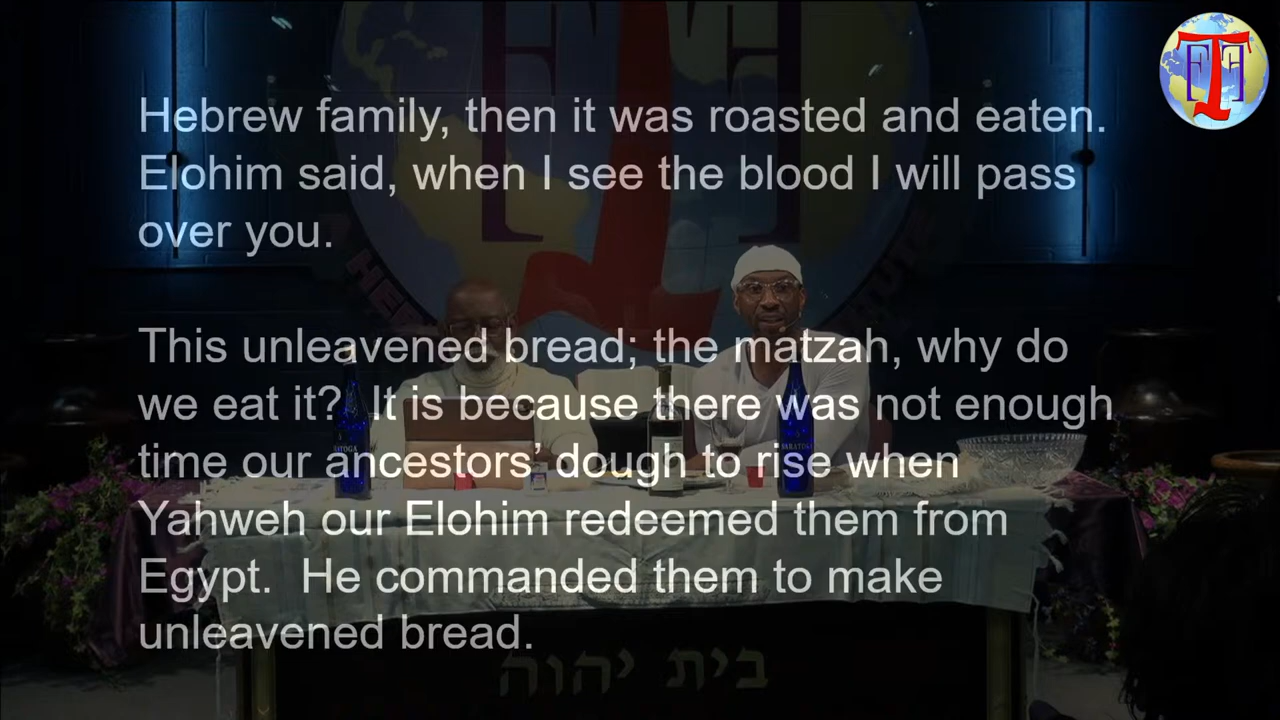 Hebrew family, then it was roasted and eaten.
Elohim said, when I see the blood I will pass
over you.
This unleavened bread; the matzah, why do
we eat it?  It is because there was not enough
time our ancestors’ dough to rise when
Yahweh our Elohim redeemed them from
Egypt.  He commanded them to make
unleavened bread.
SARATOGA
SARATOGA
בית יהוה